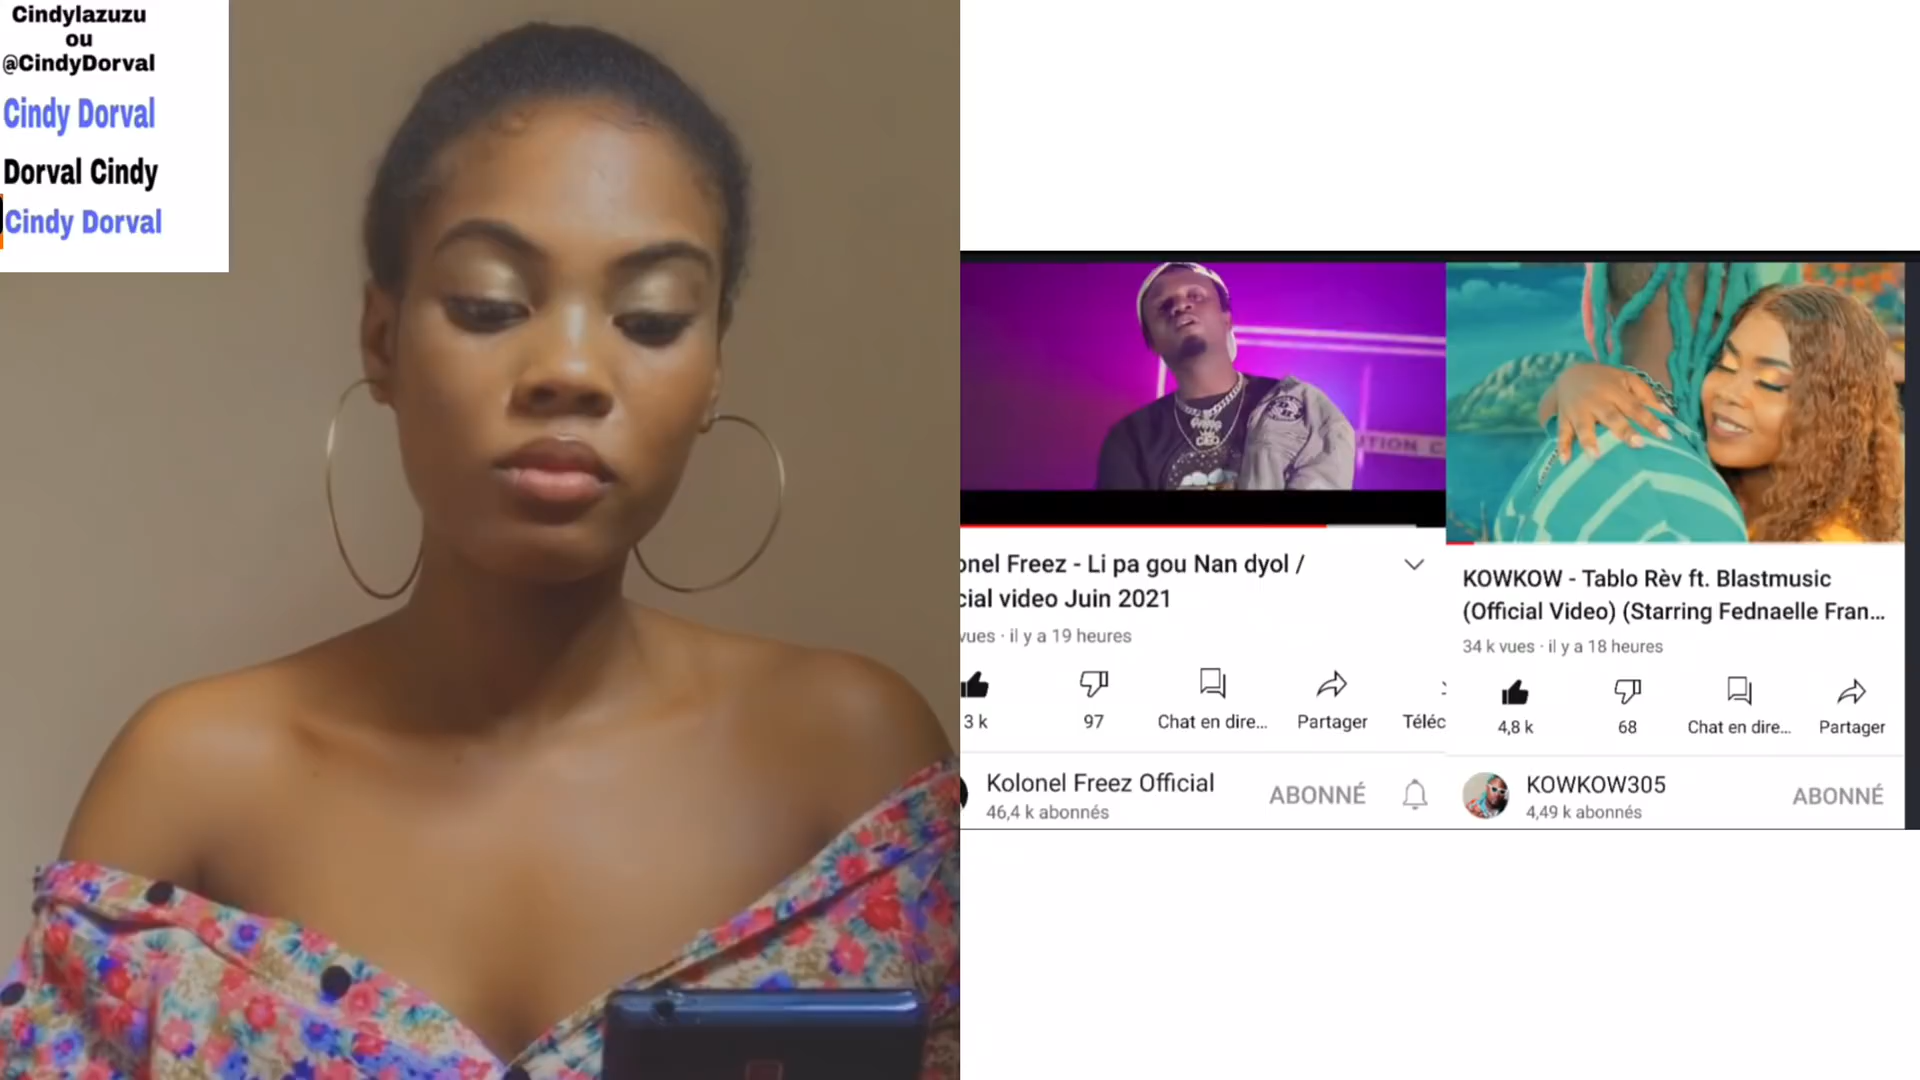 Cindylazuzu
ou
@CindyDorval
Cindy Dorval
Dorval Cindy
Cindy Dorval
UTION C
onel Freez - Li pa gou Nan dyol /
cial video Juin 2021
vues · il y a 19 heures
3 k
97
Chat en dire...
Partager
Téléc
Kolonel Freez Official
46,4 k abonnés
ABONNÉ
KOWKOW - Tablo Rèv ft. Blastmusic
(Official Video) (Starring Fednaelle Fran...
34 k vues · il y a 18 heures
4,8 k
68
Chat en dire...
Partager
KOWKOW305
4,49 k abonnés
ABONNÉ